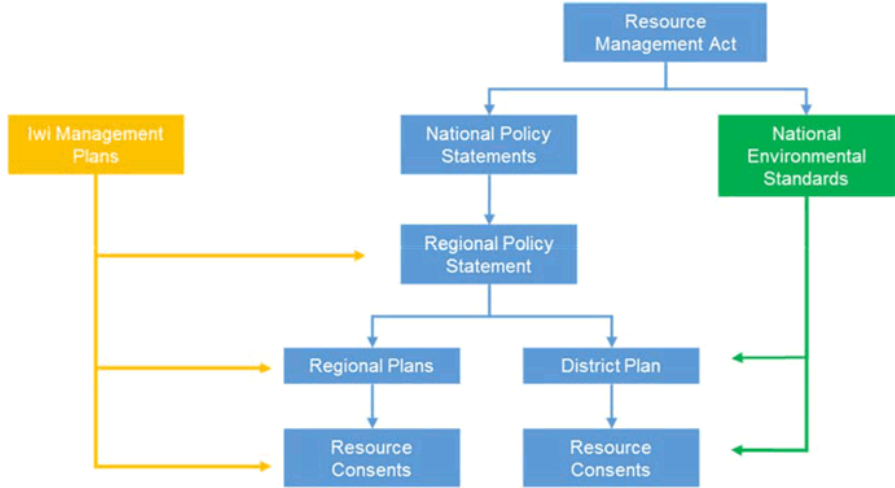 Resource
Management Act
Iwi Management
Plans
National Policy
Statements
National
Environmental
Standards
Regional Policy
Statement
Regional Plans
District Plan
Resource
Consents
Resource
Consents